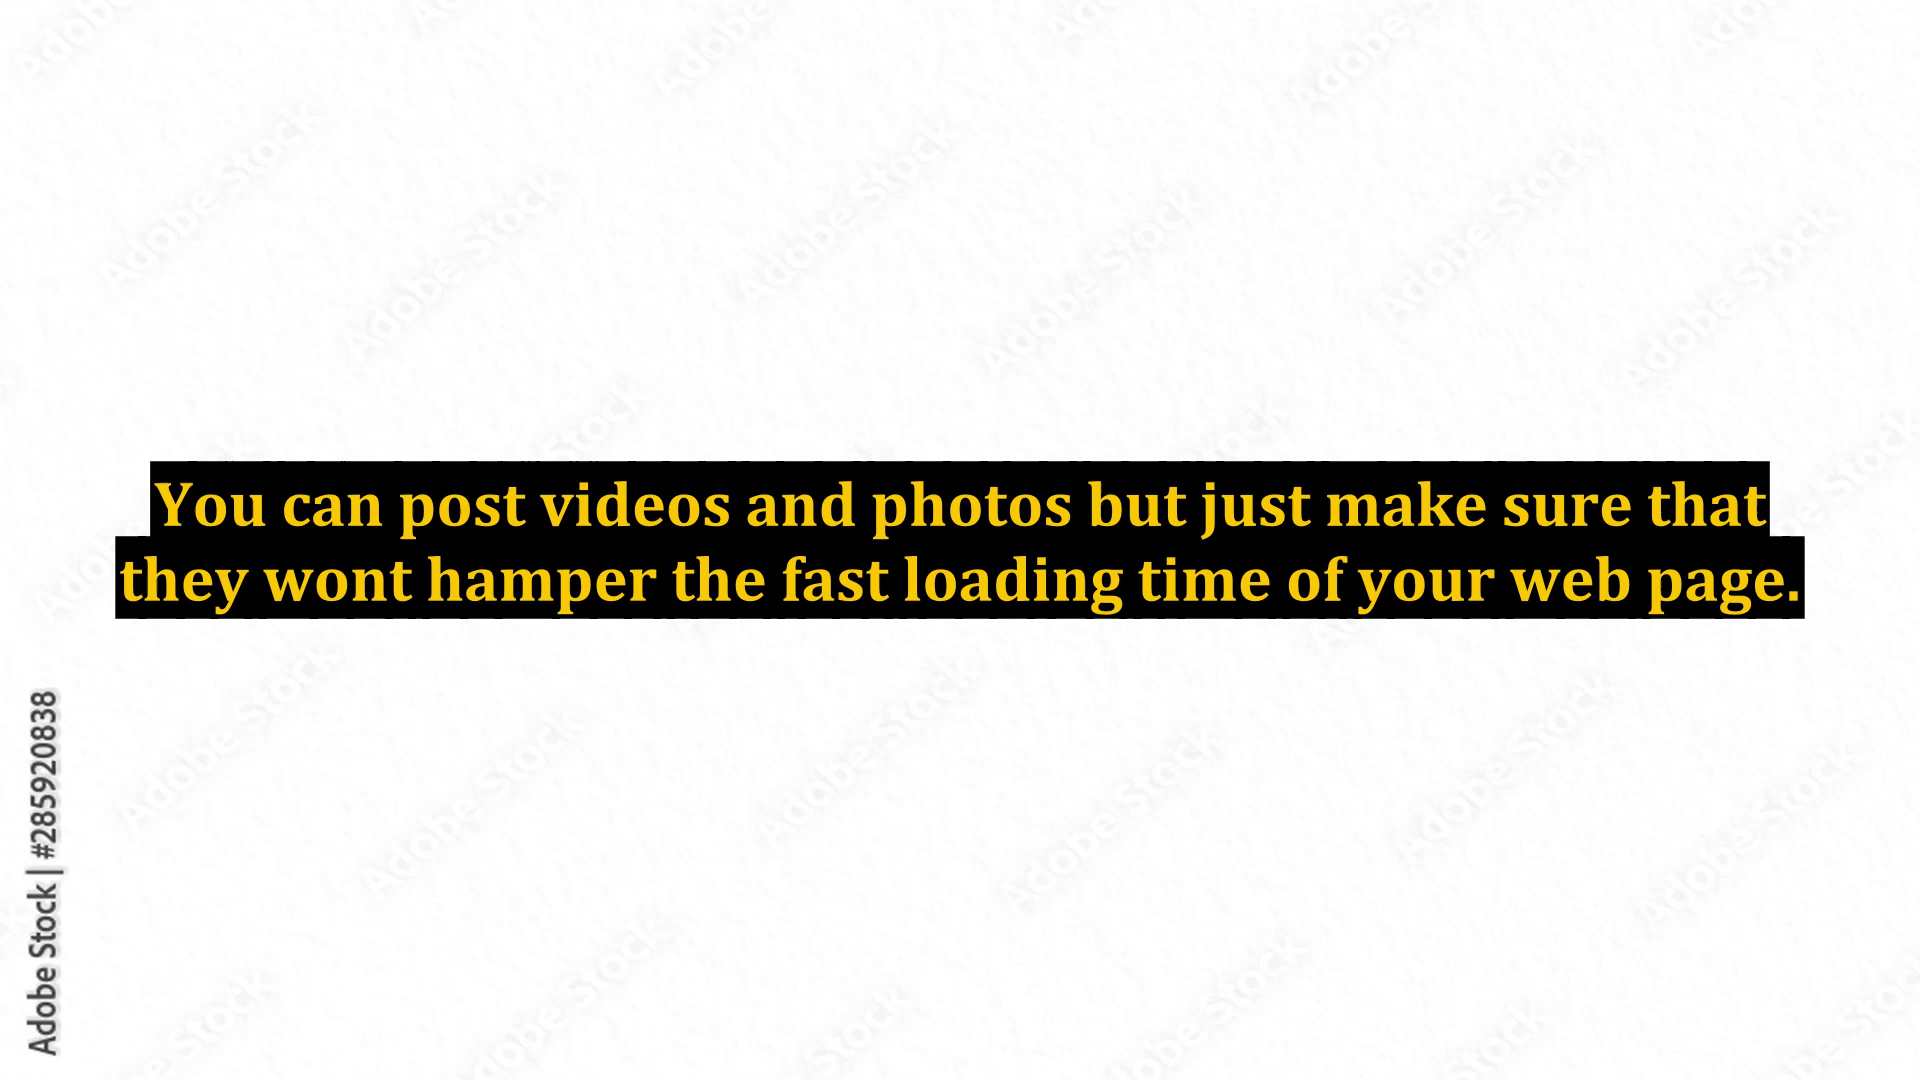 You can post videos and photos but just make sure that
they wont hamper the fast loading time of your web page.
Adobe Stock | #285920838